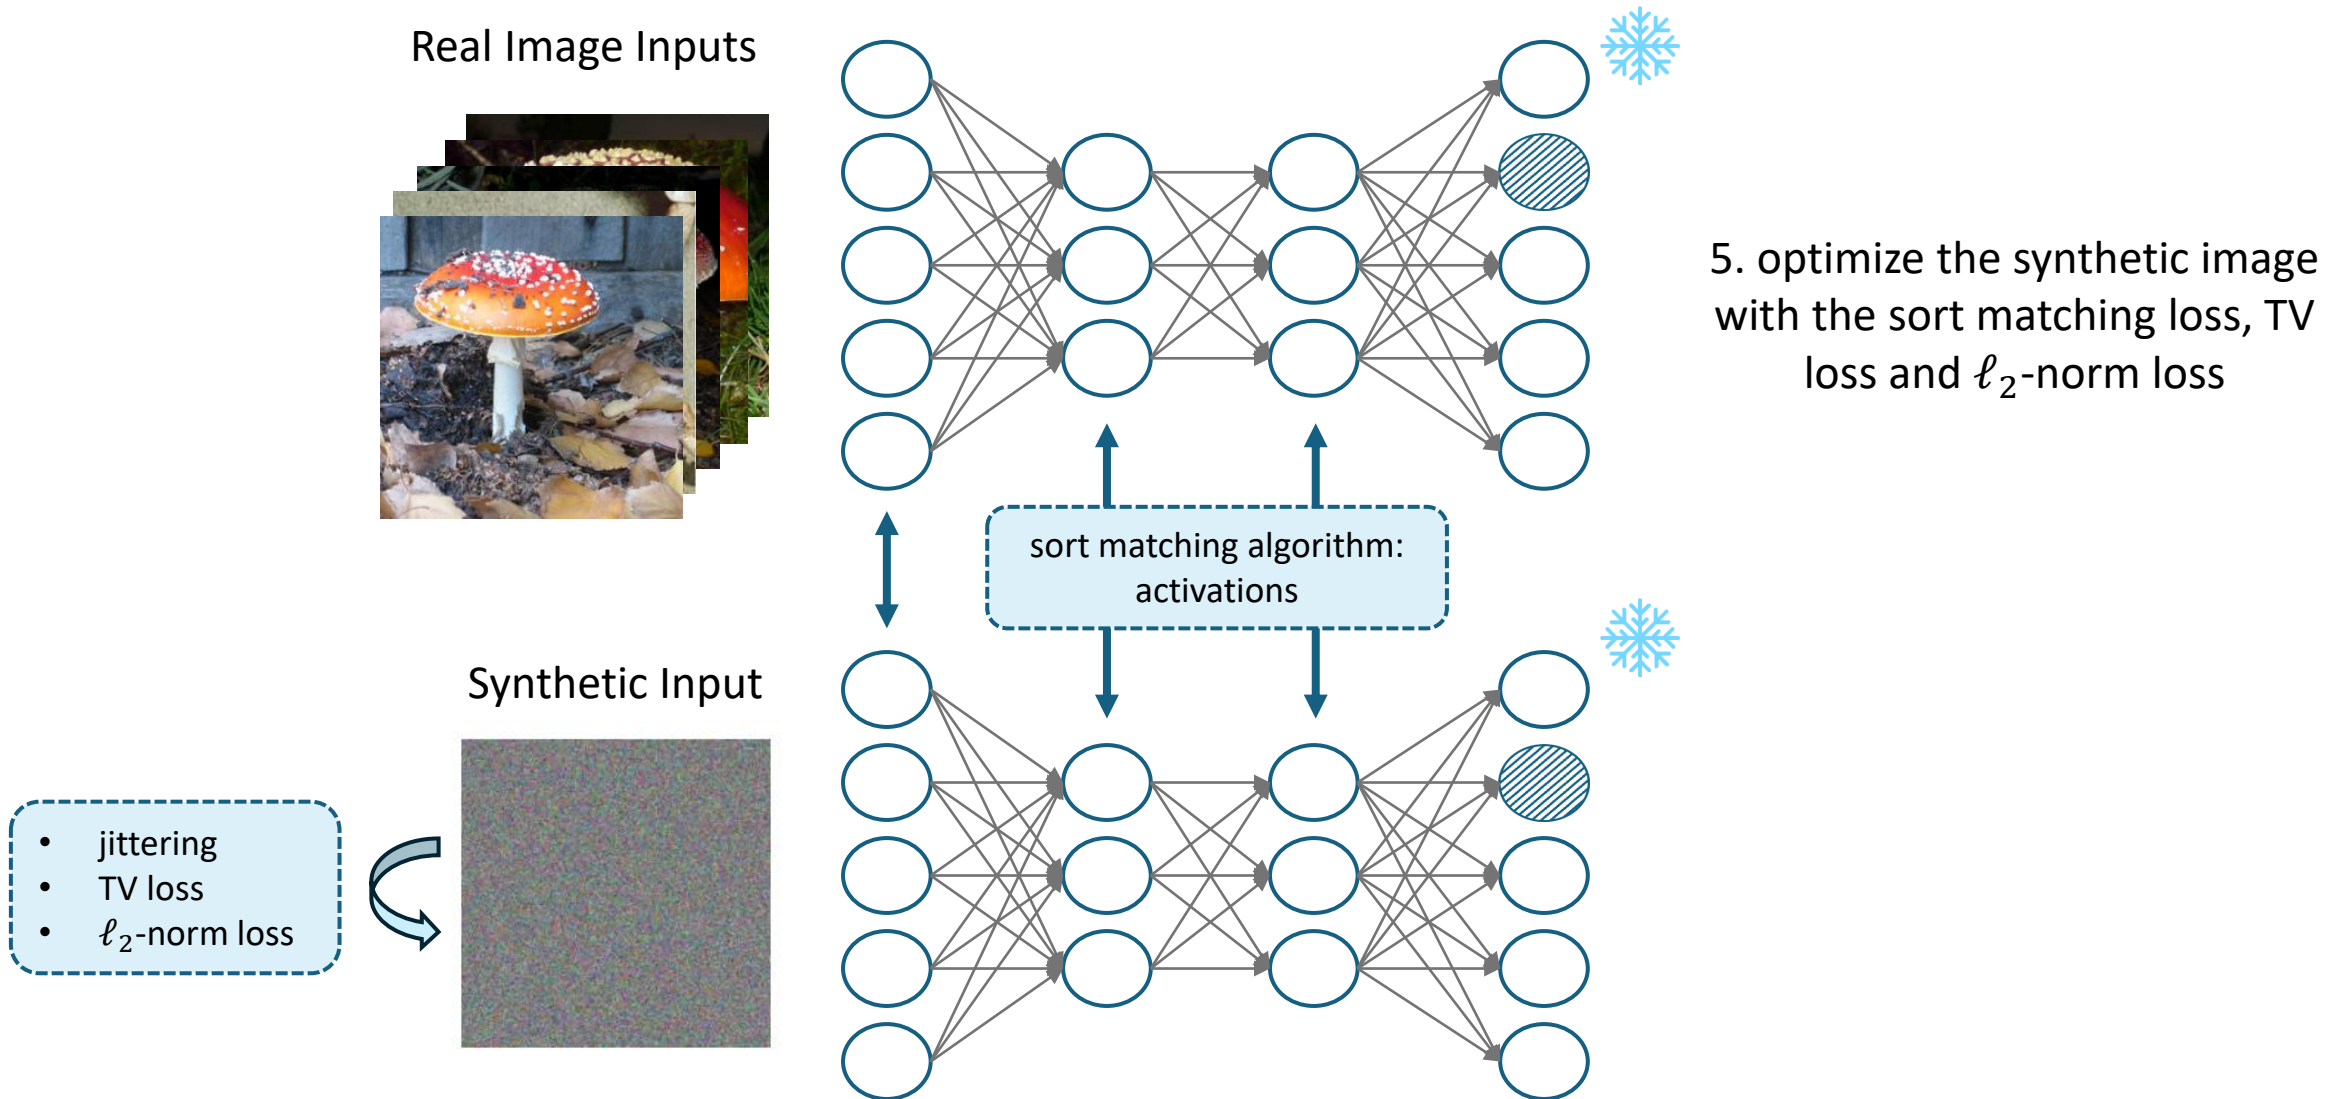 Real Image Inputs
5. optimize the synthetic image
with the sort matching loss, TV
loss and ℓ₂-norm loss
sort matching algorithm:
activations
Synthetic Input
• jittering
• TV loss
• ℓ₂-norm loss